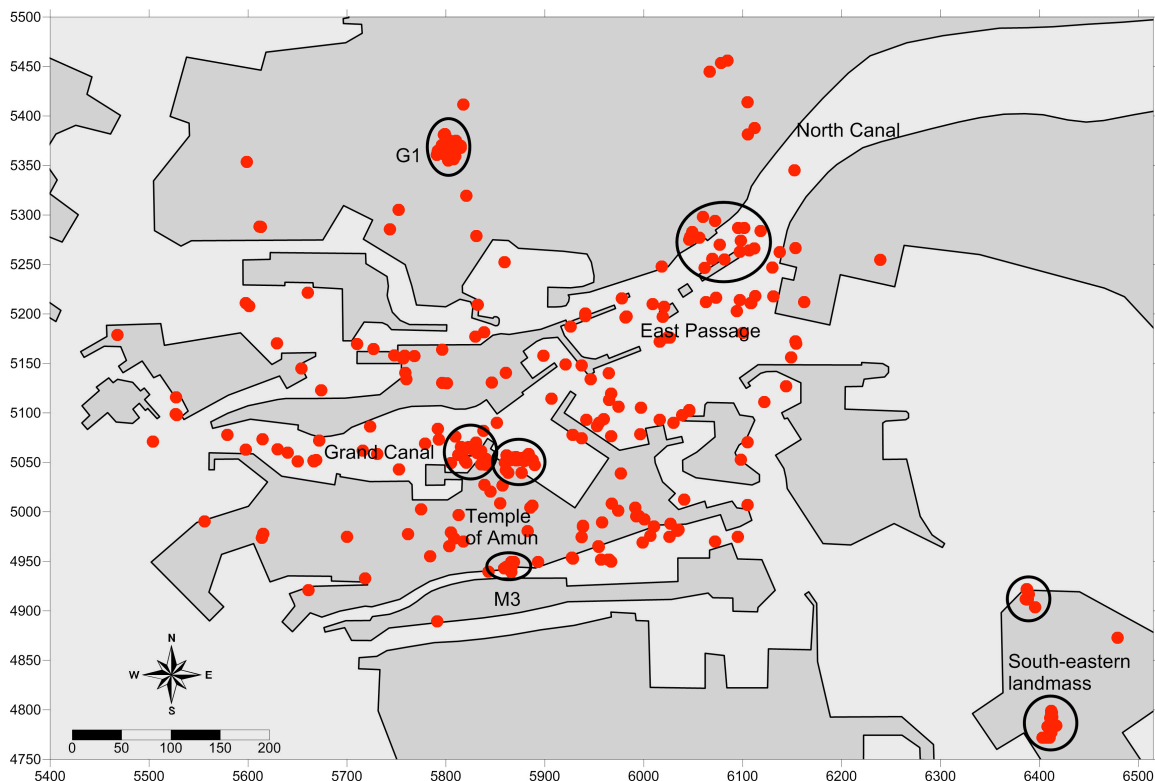 5500
5450
5400
5350
5300
5250
5200
5150
5100
5050
5000
4950
4900
4850
4800
4750
North Canal
G1
East Passage
Grand Canal
Temple
of Amun
M3
South-eastern
landmass
N
W E
S
0 50 100 150 200
5400 5500 5600 5700 5800 5900 6000 6100 6200 6300 6400 6500